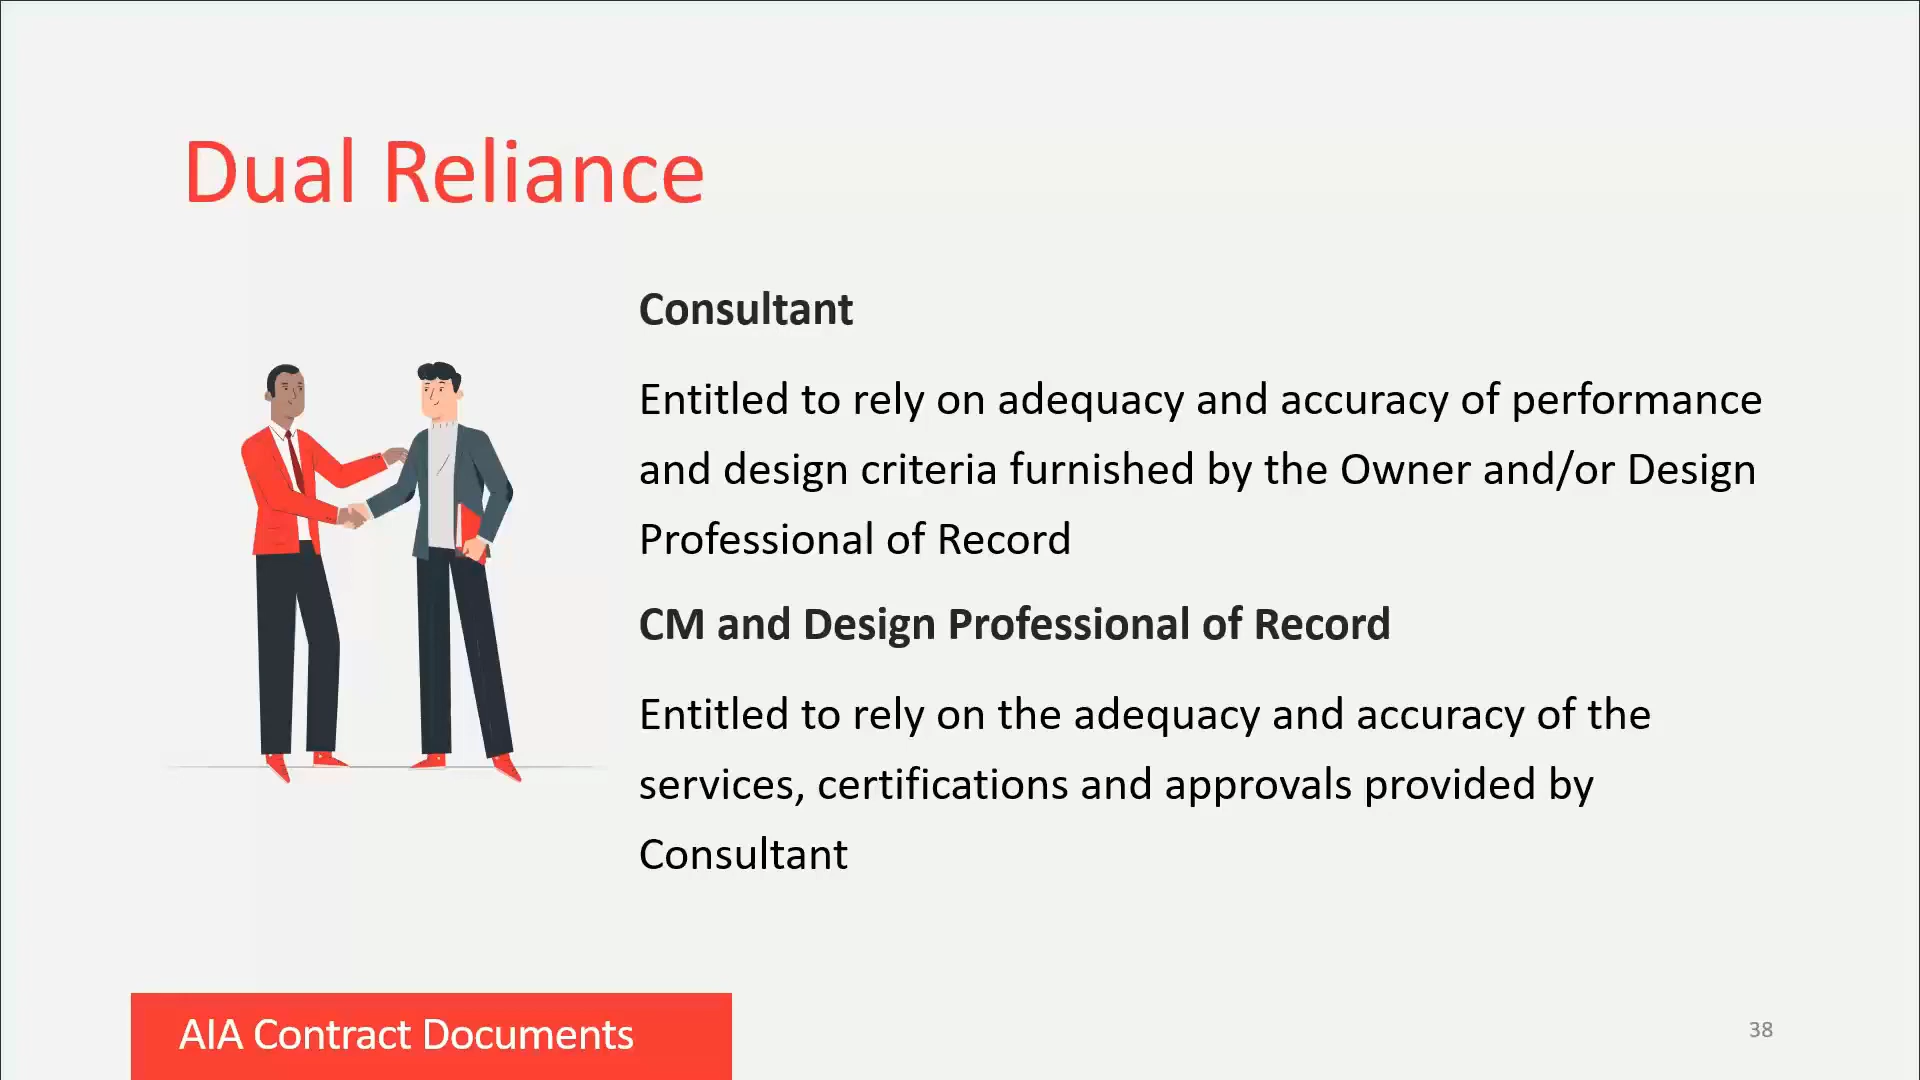 Dual Reliance
Consultant
Entitled to rely on adequacy and accuracy of performance
and design criteria furnished by the Owner and/or Design
Professional of Record
CM and Design Professional of Record
Entitled to rely on the adequacy and accuracy of the
services, certifications and approvals provided by
Consultant
AIA Contract Documents
38